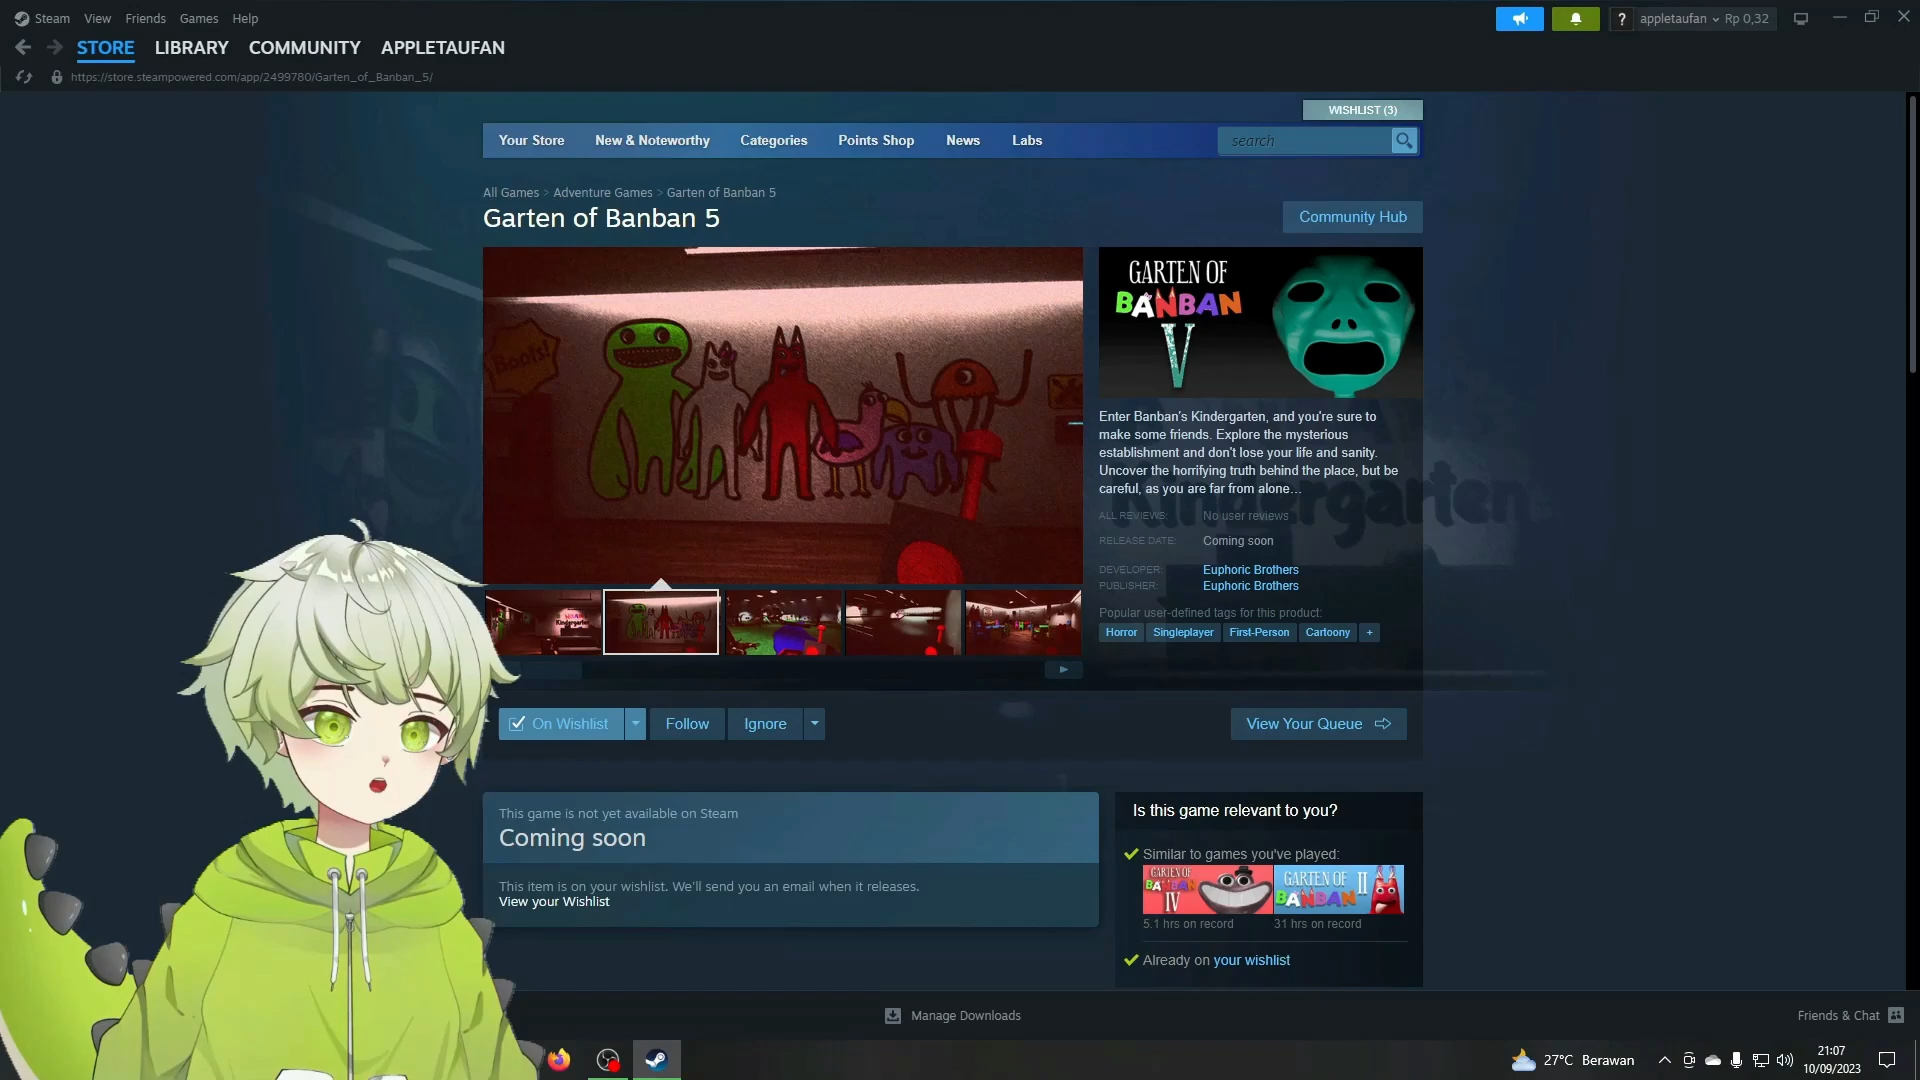 Steam View Friends Games Help
? appletaufan Rp 0,32
STORE LIBRARY COMMUNITY APPLETAUFAN
https://store.steampowered.com/app/2499780/Garten_of_Banban_5/
WISHLIST (3)
Your Store New & Noteworthy Categories Points Shop News Labs
search
All Games > Adventure Games > Garten of Banban 5
Garten of Banban 5
Community Hub
Boots!
GARTEN OF
BANBAN
V
Enter Banban's Kindergarten, and you're sure to
make some friends. Explore the mysterious
establishment and don't lose your life and sanity.
Uncover the horrifying truth behind the place, but be
careful, as you are far from alone…
Kindergarten
ALL REVIEWS: No user reviews
RELEASE DATE: Coming soon
DEVELOPER: Euphoric Brothers
PUBLISHER: Euphoric Brothers
Popular user-defined tags for this product:
Horror Singleplayer First-Person Cartoony +
Kindergarten
On Wishlist Follow Ignore
View Your Queue
This game is not yet available on Steam
Coming soon
This item is on your wishlist. We'll send you an email when it releases.
View your Wishlist
Is this game relevant to you?
Similar to games you've played:
GARTEN OF
BANBAN
IV
GARTEN OF
BANBAN
II
5.1 hrs on record 31 hrs on record
Already on your wishlist
Manage Downloads
Friends & Chat
27°C Berawan
21:07
10/09/2023